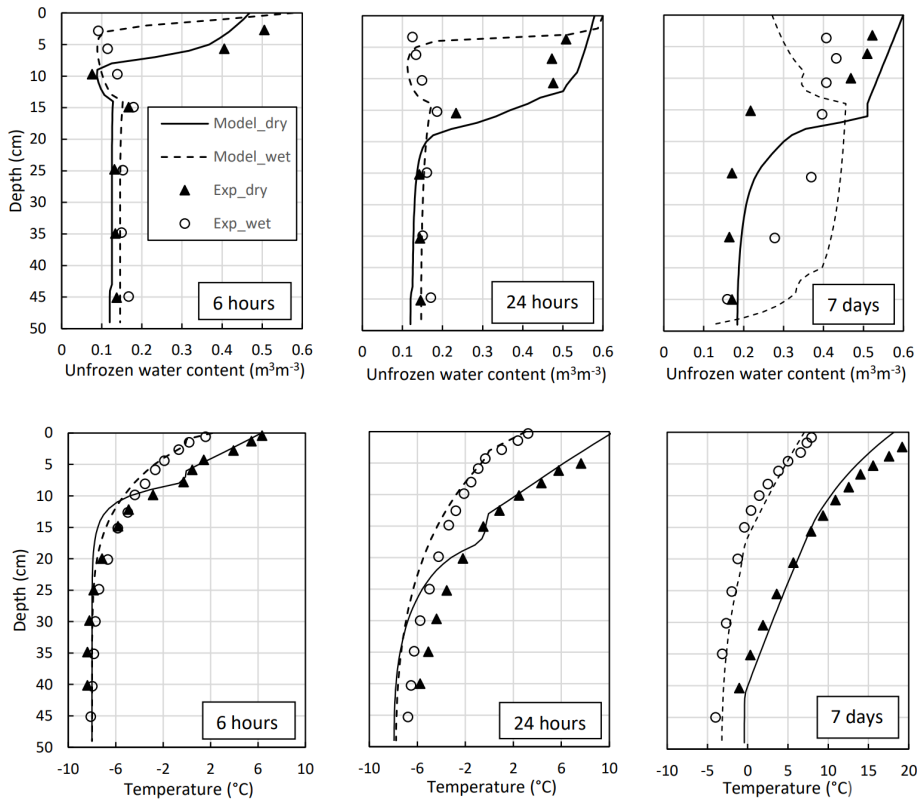 0
5
10
15
20
25
30
35
40
45
50
Depth (cm)
Model_dry
Model_wet
Exp_dry
Exp_wet
6 hours
0 0.1 0.2 0.3 0.4 0.5 0.6
Unfrozen water content (m³m⁻³)
24 hours
0 0.1 0.2 0.3 0.4 0.5 0.6
Unfrozen water content (m³m⁻³)
7 days
0 0.1 0.2 0.3 0.4 0.5 0.6
Unfrozen water content (m³m⁻³)
0
5
10
15
20
25
30
35
40
45
50
Depth (cm)
6 hours
-10 -6 -2 2 6 10
Temperature (°C)
24 hours
-10 -6 -2 2 6 10
Temperature (°C)
7 days
-10 -5 0 5 10 15 20
Temperature (°C)